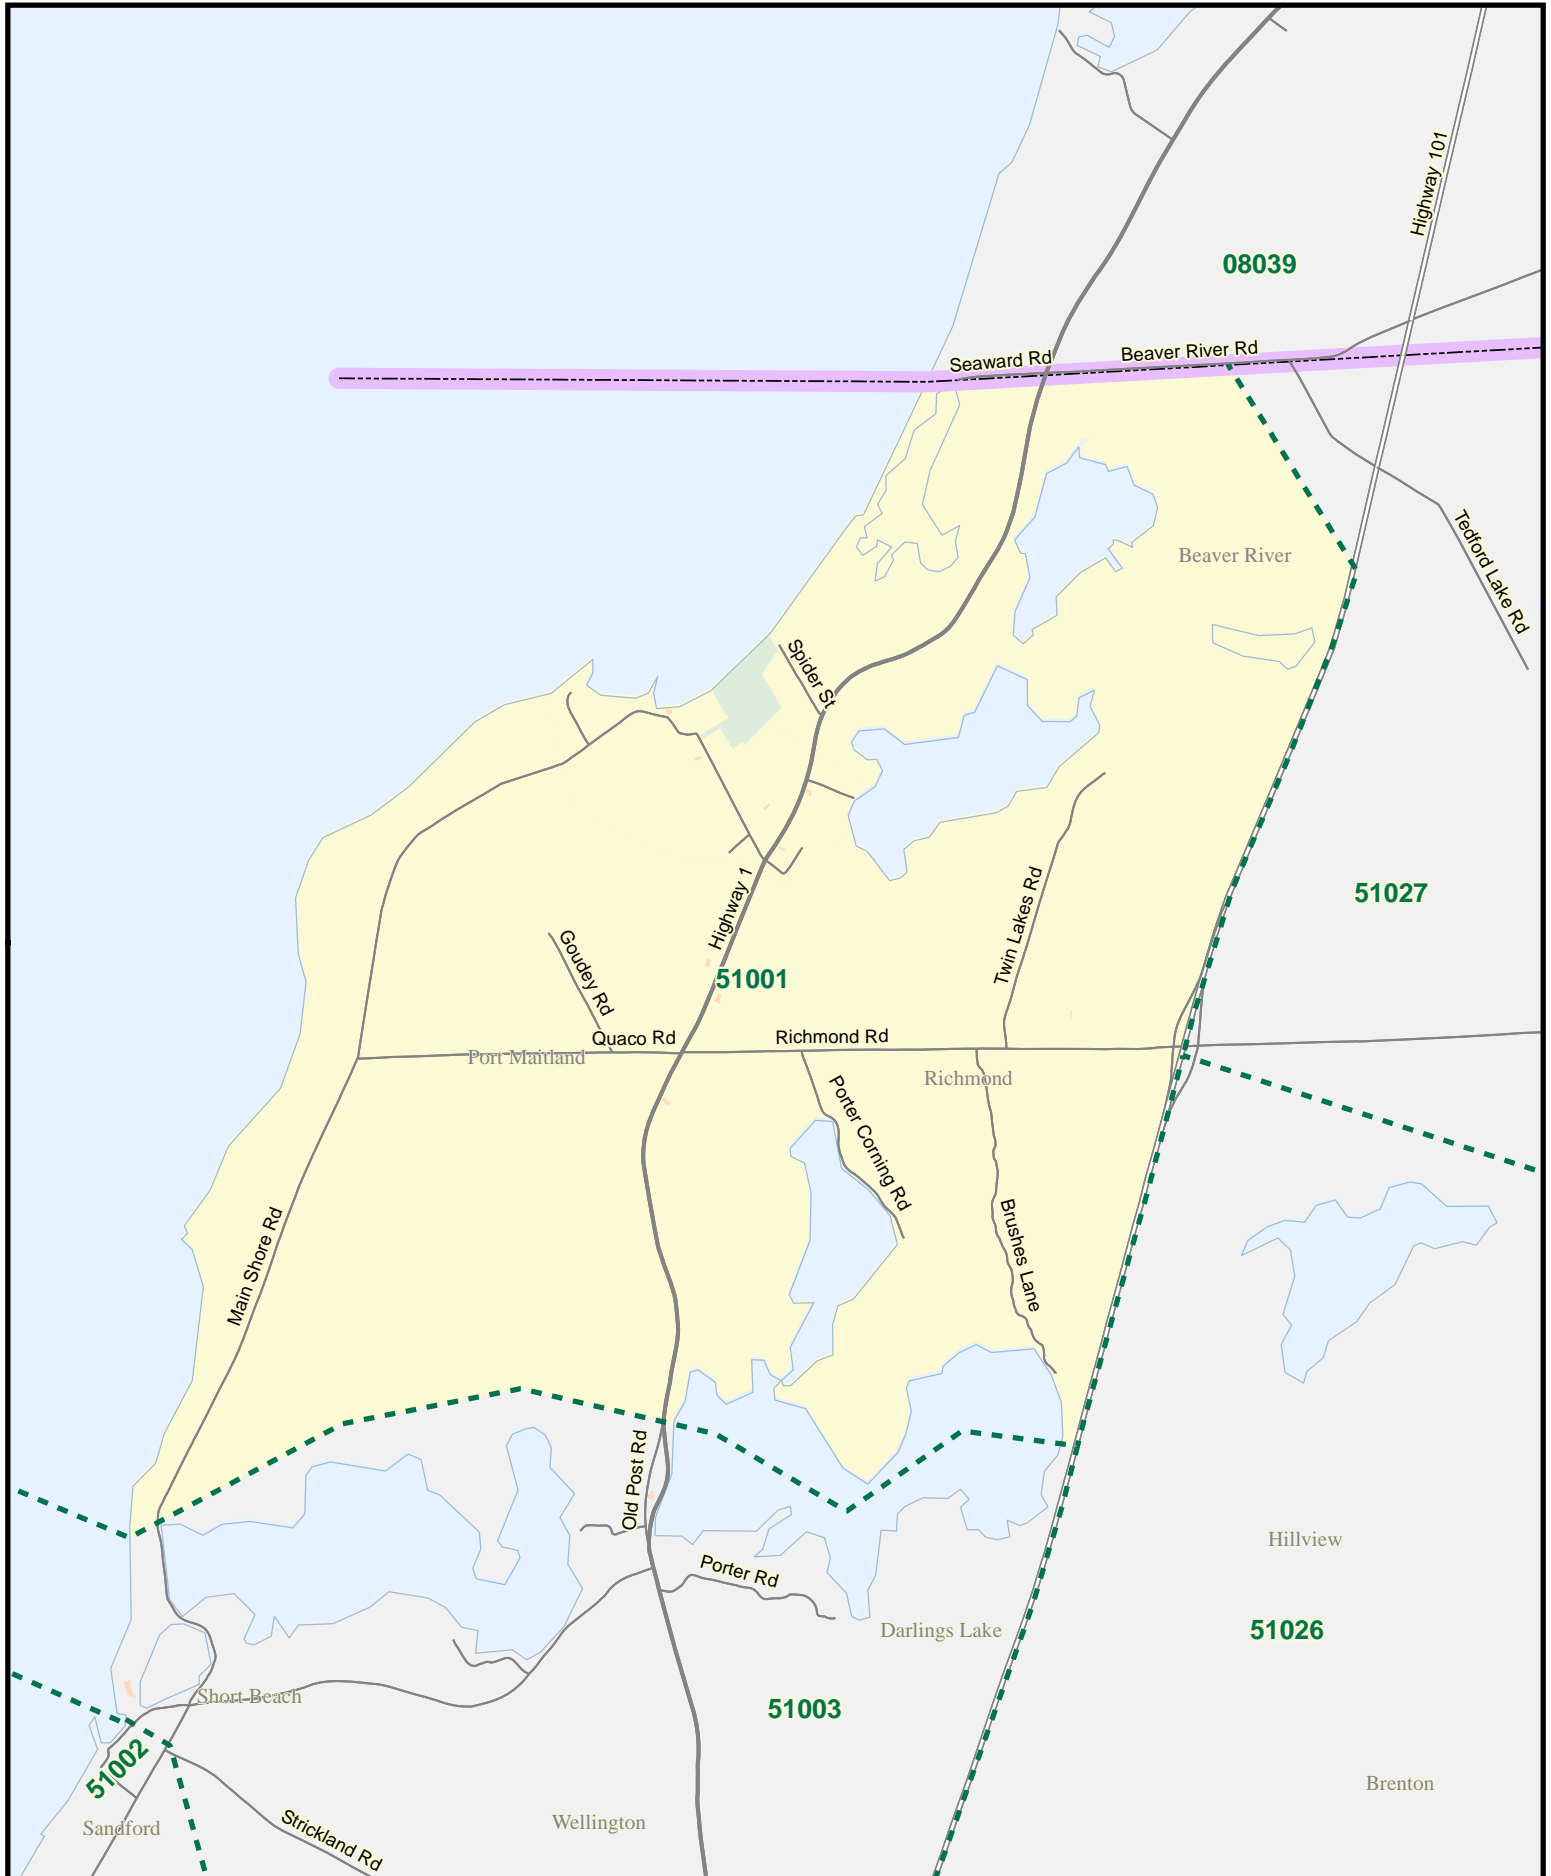 Highway 101
08039
Seaward Rd
Beaver River Rd
Tedford Lake Rd
Beaver River
Spider St
51027
Highway 1
Twin Lakes Rd
Goudey Rd
51001
Quaco Rd
Richmond Rd
Port Maitland
Richmond
Porter Corning Rd
Main Shore Rd
Brushes Lane
Old Post Rd
Hillview
Porter Rd
Darlings Lake
51026
Short Beach
51003
51002
Brenton
Sandford
Strickland Rd
Wellington